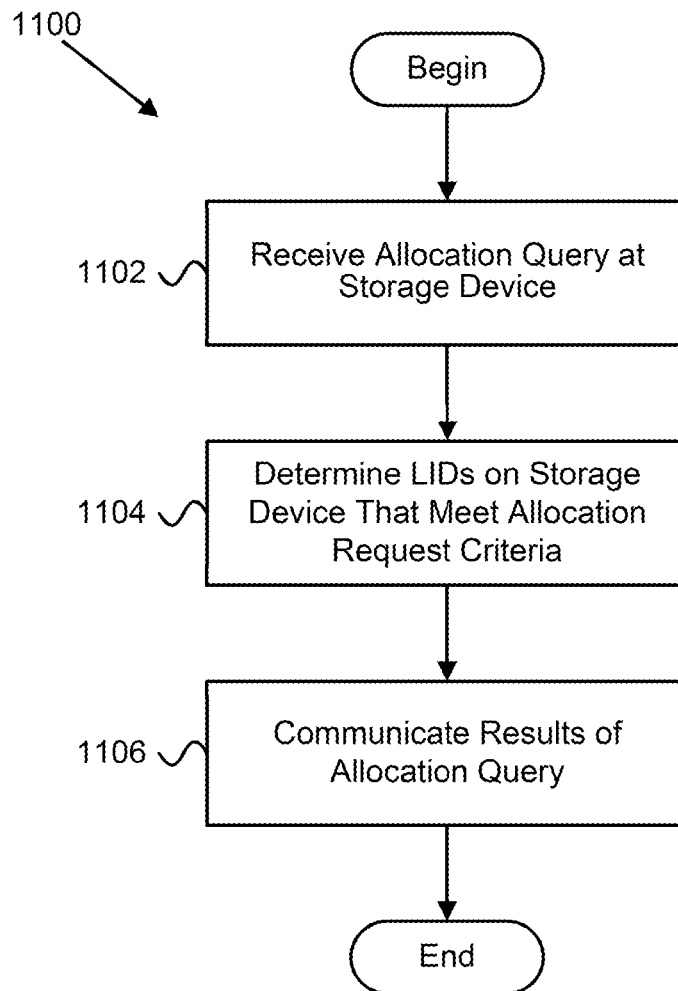 1100
Begin
1102
Receive Allocation Query at
Storage Device
1104
Determine LIDs on Storage
Device That Meet Allocation
Request Criteria
1106
Communicate Results of
Allocation Query
End